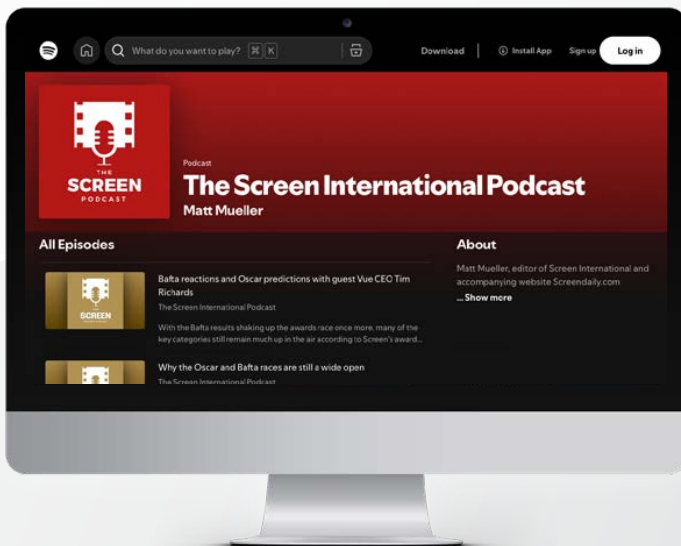 What do you want to play? ⌘ K
Download
Install App
Sign up
Log in
THE
SCREEN
PODCAST
Podcast
The Screen International Podcast
Matt Mueller
All Episodes
THE
SCREEN
Bafta reactions and Oscar predictions with guest Vue CEO Tim
Richards
The Screen International Podcast
With the Bafta results shaking up the awards race once more, many of the
key categories still remain much up in the air according to Screen's award...
Why the Oscar and Bafta races are still a wide open
The Screen International Podcast
About
Matt Mueller, editor of Screen International and
accompanying website Screendaily.com
... Show more